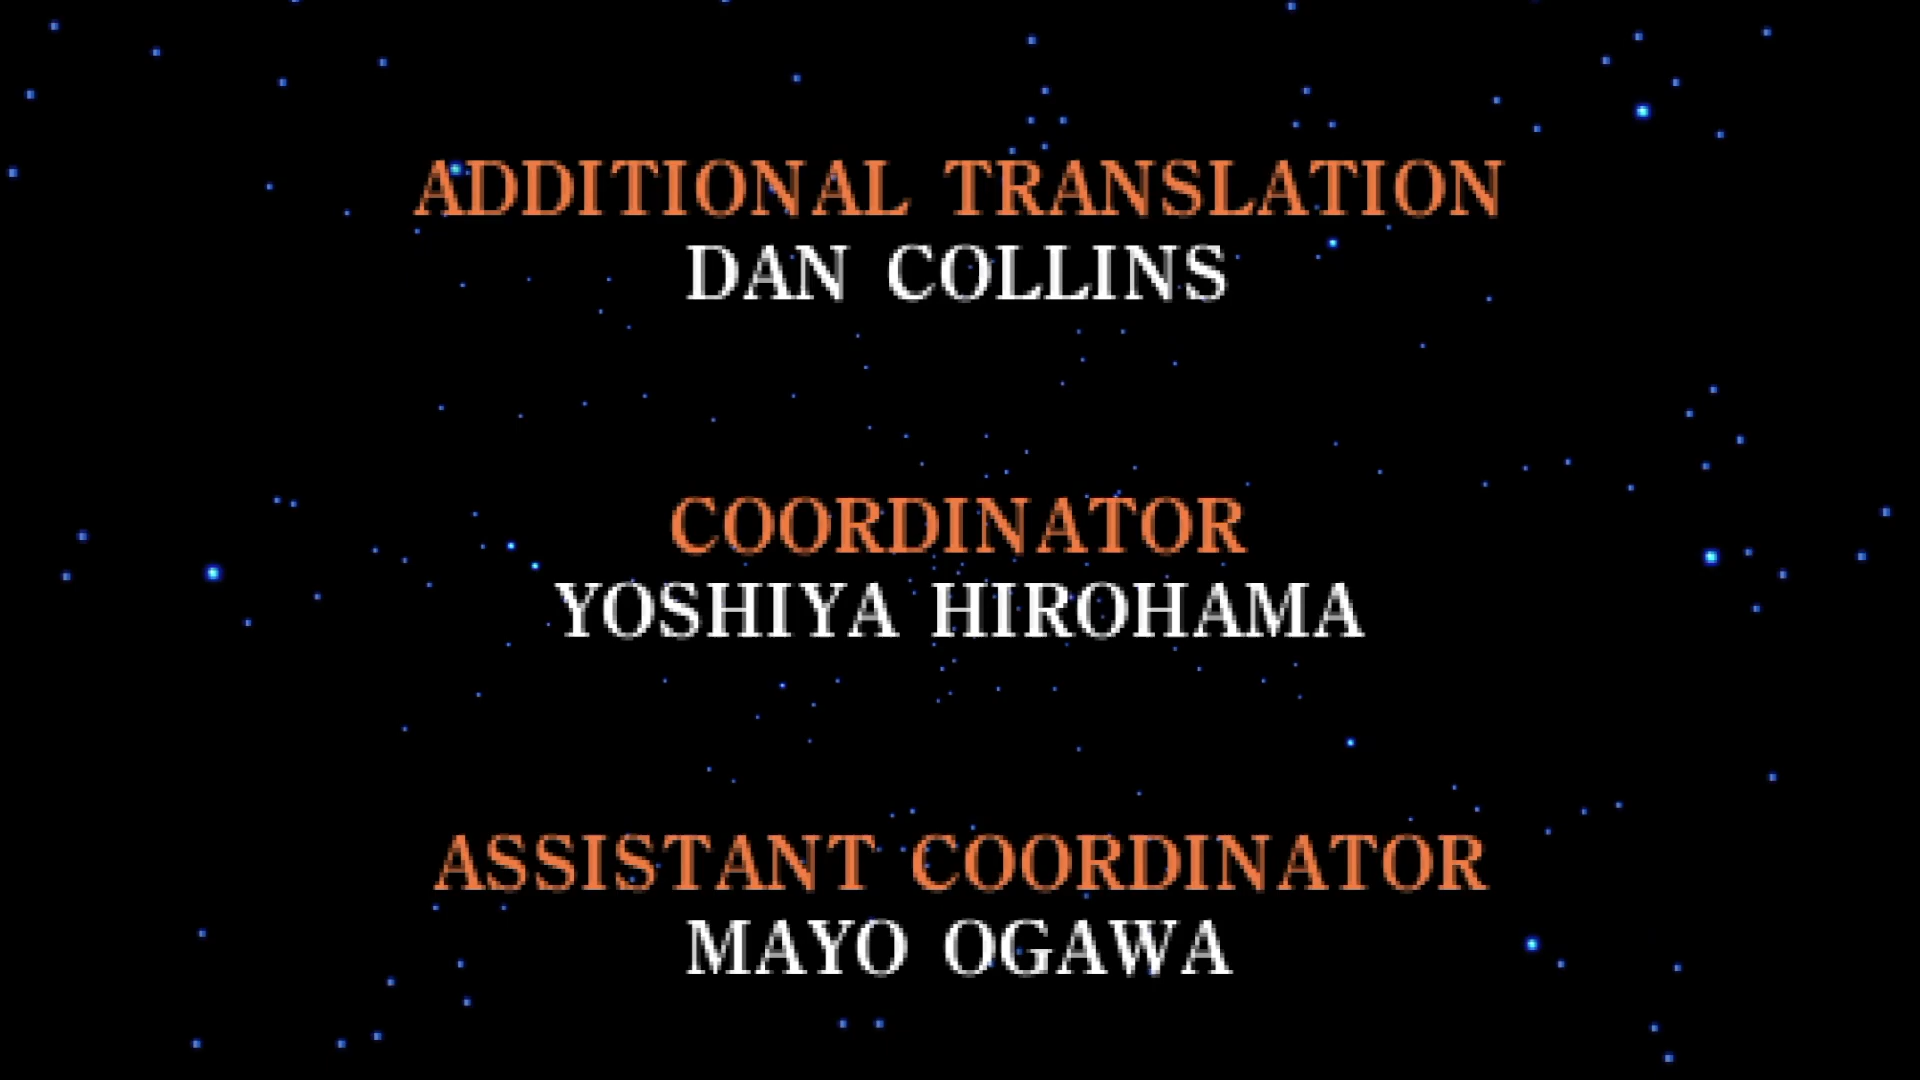 ADDITIONAL TRANSLATION
DAN COLLINS
COORDINATOR
YOSHIYA HIROHAMA
ASSISTANT COORDINATOR
MAYO OGAWA